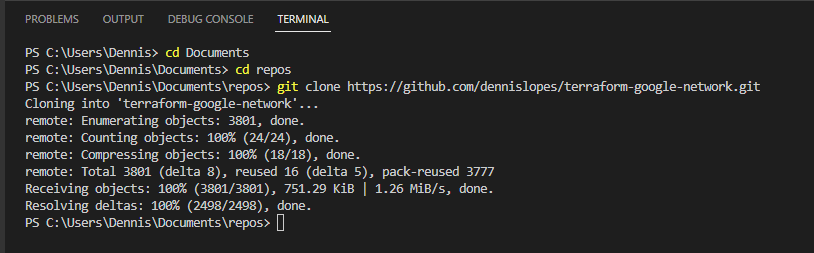 PROBLEMS OUTPUT DEBUG CONSOLE TERMINAL
PS C:\Users\Dennis> cd Documents
PS C:\Users\Dennis\Documents> cd repos
PS C:\Users\Dennis\Documents\repos> git clone https://github.com/dennislopes/terraform-google-network.git
Cloning into 'terraform-google-network'...
remote: Enumerating objects: 3801, done.
remote: Counting objects: 100% (24/24), done.
remote: Compressing objects: 100% (18/18), done.
remote: Total 3801 (delta 8), reused 16 (delta 5), pack-reused 3777
Receiving objects: 100% (3801/3801), 751.29 KiB | 1.26 MiB/s, done.
Resolving deltas: 100% (2498/2498), done.
PS C:\Users\Dennis\Documents\repos>